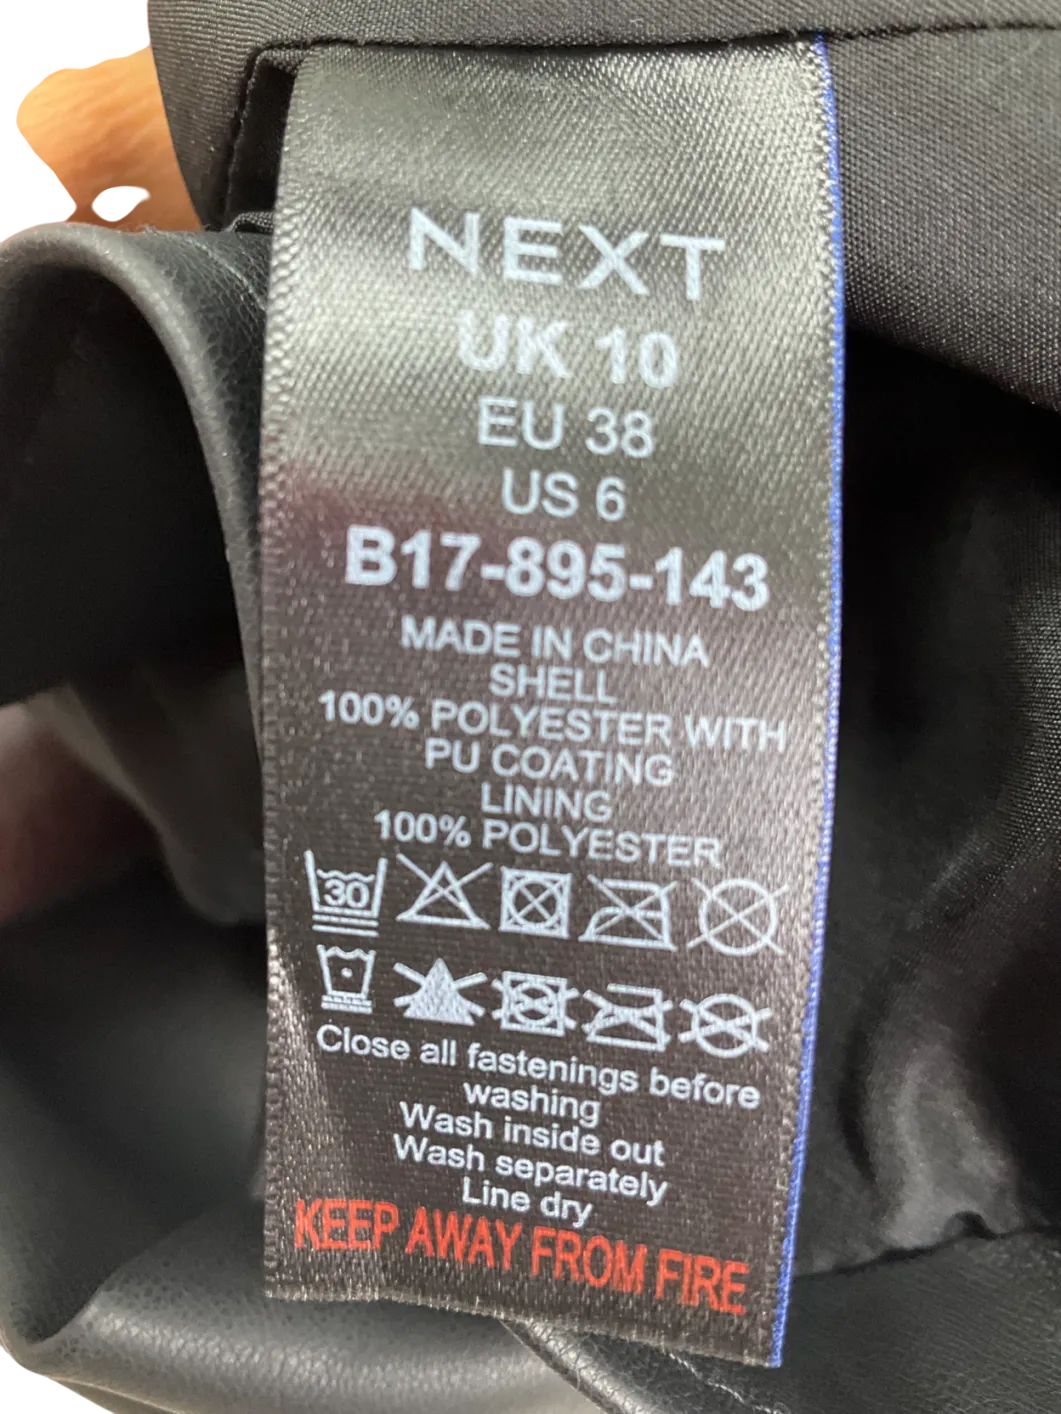 NEXT
UK 10
EU 38
US 6
B17-895-143
MADE IN CHINA
SHELL
100% POLYESTER WITH
PU COATING
LINING
100% POLYESTER
30
Close all fastenings before
washing
Wash inside out
Wash separately
Line dry
KEEP AWAY FROM FIRE